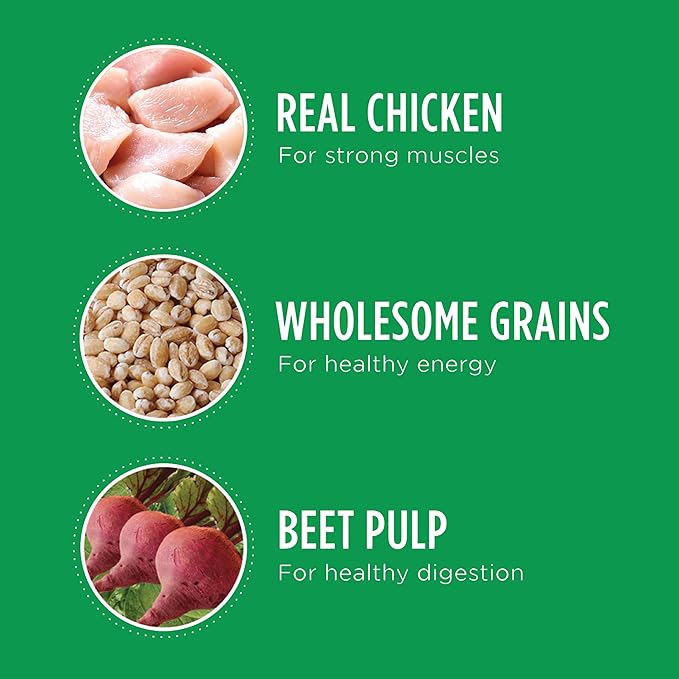 REAL CHICKEN
For strong muscles
WHOLESOME GRAINS
For healthy energy
BEET PULP
For healthy digestion